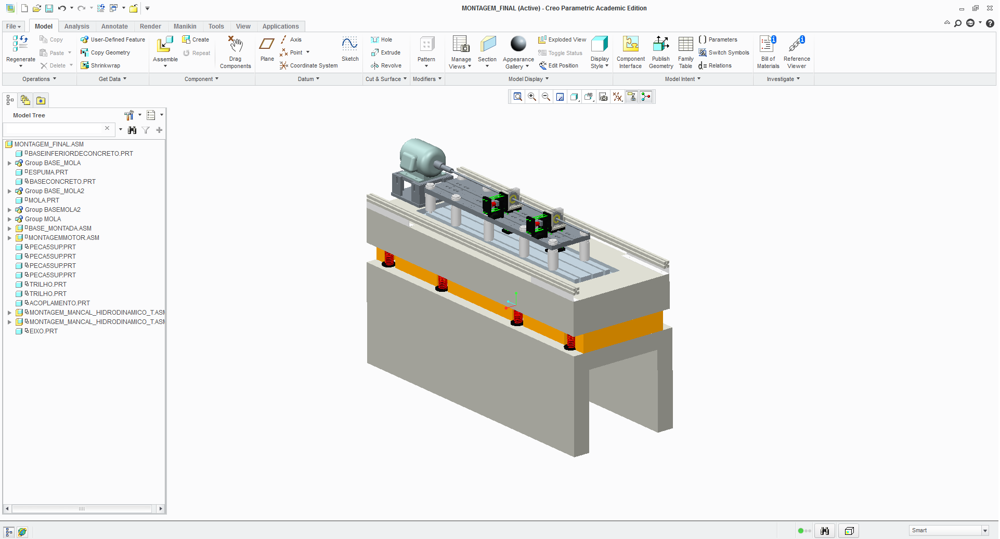 MONTAGEM_FINAL (Active) - Creo Parametric Academic Edition
File Model Analysis Annotate Render Manikin Tools View Applications
Regenerate
Copy
Paste
Delete
Operations
User-Defined Feature
Copy Geometry
Shrinkwrap
Get Data
Assemble
Create
Repeat
Drag
Components
Component
Plane
Axis
Point
Coordinate System
Sketch
Datum
Hole
Extrude
Revolve
Cut & Surface
Pattern
Modifiers
Manage
Views
Section
Appearance
Gallery
Exploded View
Toggle Status
Edit Position
Display
Style
Model Display
Component
Interface
Publish
Geometry
Family
Table
Parameters
Switch Symbols
d= Relations
Model Intent
Bill of
Materials
Reference
Viewer
Investigate
Model Tree
MONTAGEM_FINAL.ASM
BASEINFERIORDECONCRETO.PRT
Group BASE_MOLA
ESPUMA.PRT
BASECONCRETO.PRT
Group BASE_MOLA2
MOLA.PRT
Group BASEMOLA2
Group MOLA
BASE_MONTADA.ASM
MONTAGEMMOTOR.ASM
PECA5SUP.PRT
PECA5SUP.PRT
PECA5SUP.PRT
PECA5SUP.PRT
TRILHO.PRT
TRILHO.PRT
ACOPLAMENTO.PRT
MONTAGEM_MANCAL_HIDRODINAMICO_T.ASM
MONTAGEM_MANCAL_HIDRODINAMICO_T.ASM
EIXO.PRT
Smart